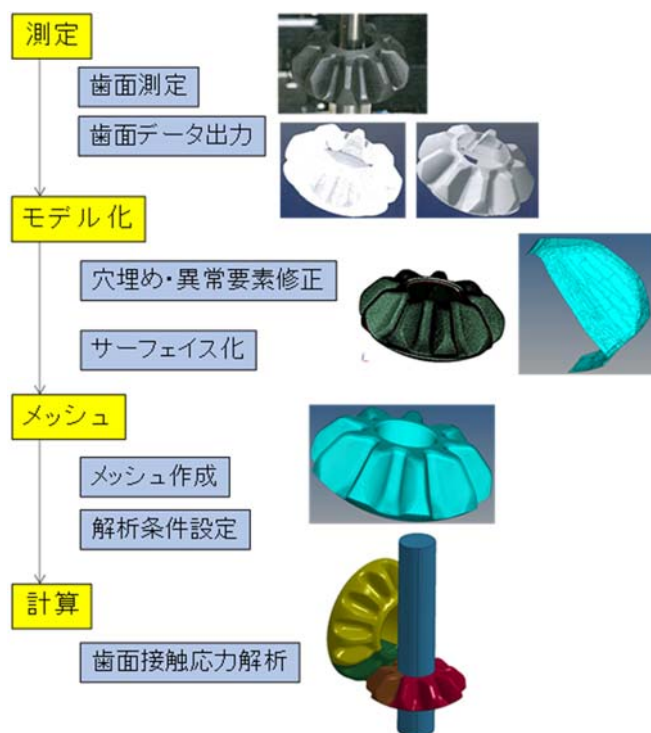 測定
歯面測定
歯面データ出力
モデル化
穴埋め・異常要素修正
サーフェイス化
メッシュ
メッシュ作成
解析条件設定
計算
歯面接触応力解析